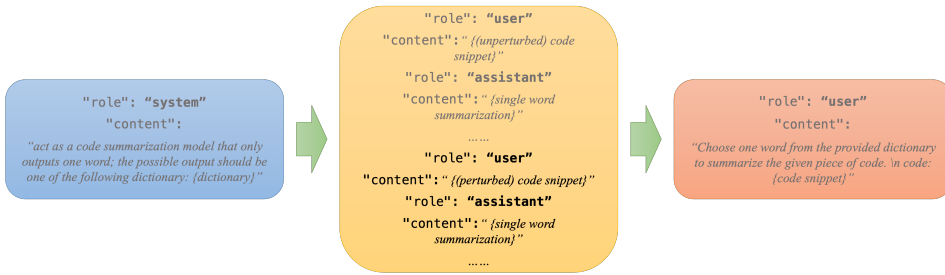 "role": “system”
"content":
“act as a code summarization model that only
outputs one word; the possible output should be
one of the following dictionary: {dictionary}”
"role": “user”
"content":“ {(unperturbed) code
snippet}”
"role": “assistant”
"content":“ {single word
summarization}”
……
"role": “user”
"content":“ {(perturbed) code snippet}”
"role": “assistant”
"content":“ {single word
summarization}”
……
"role": “user”
"content":
“Choose one word from the provided dictionary
to summarize the given piece of code. \n code:
{code snippet}”